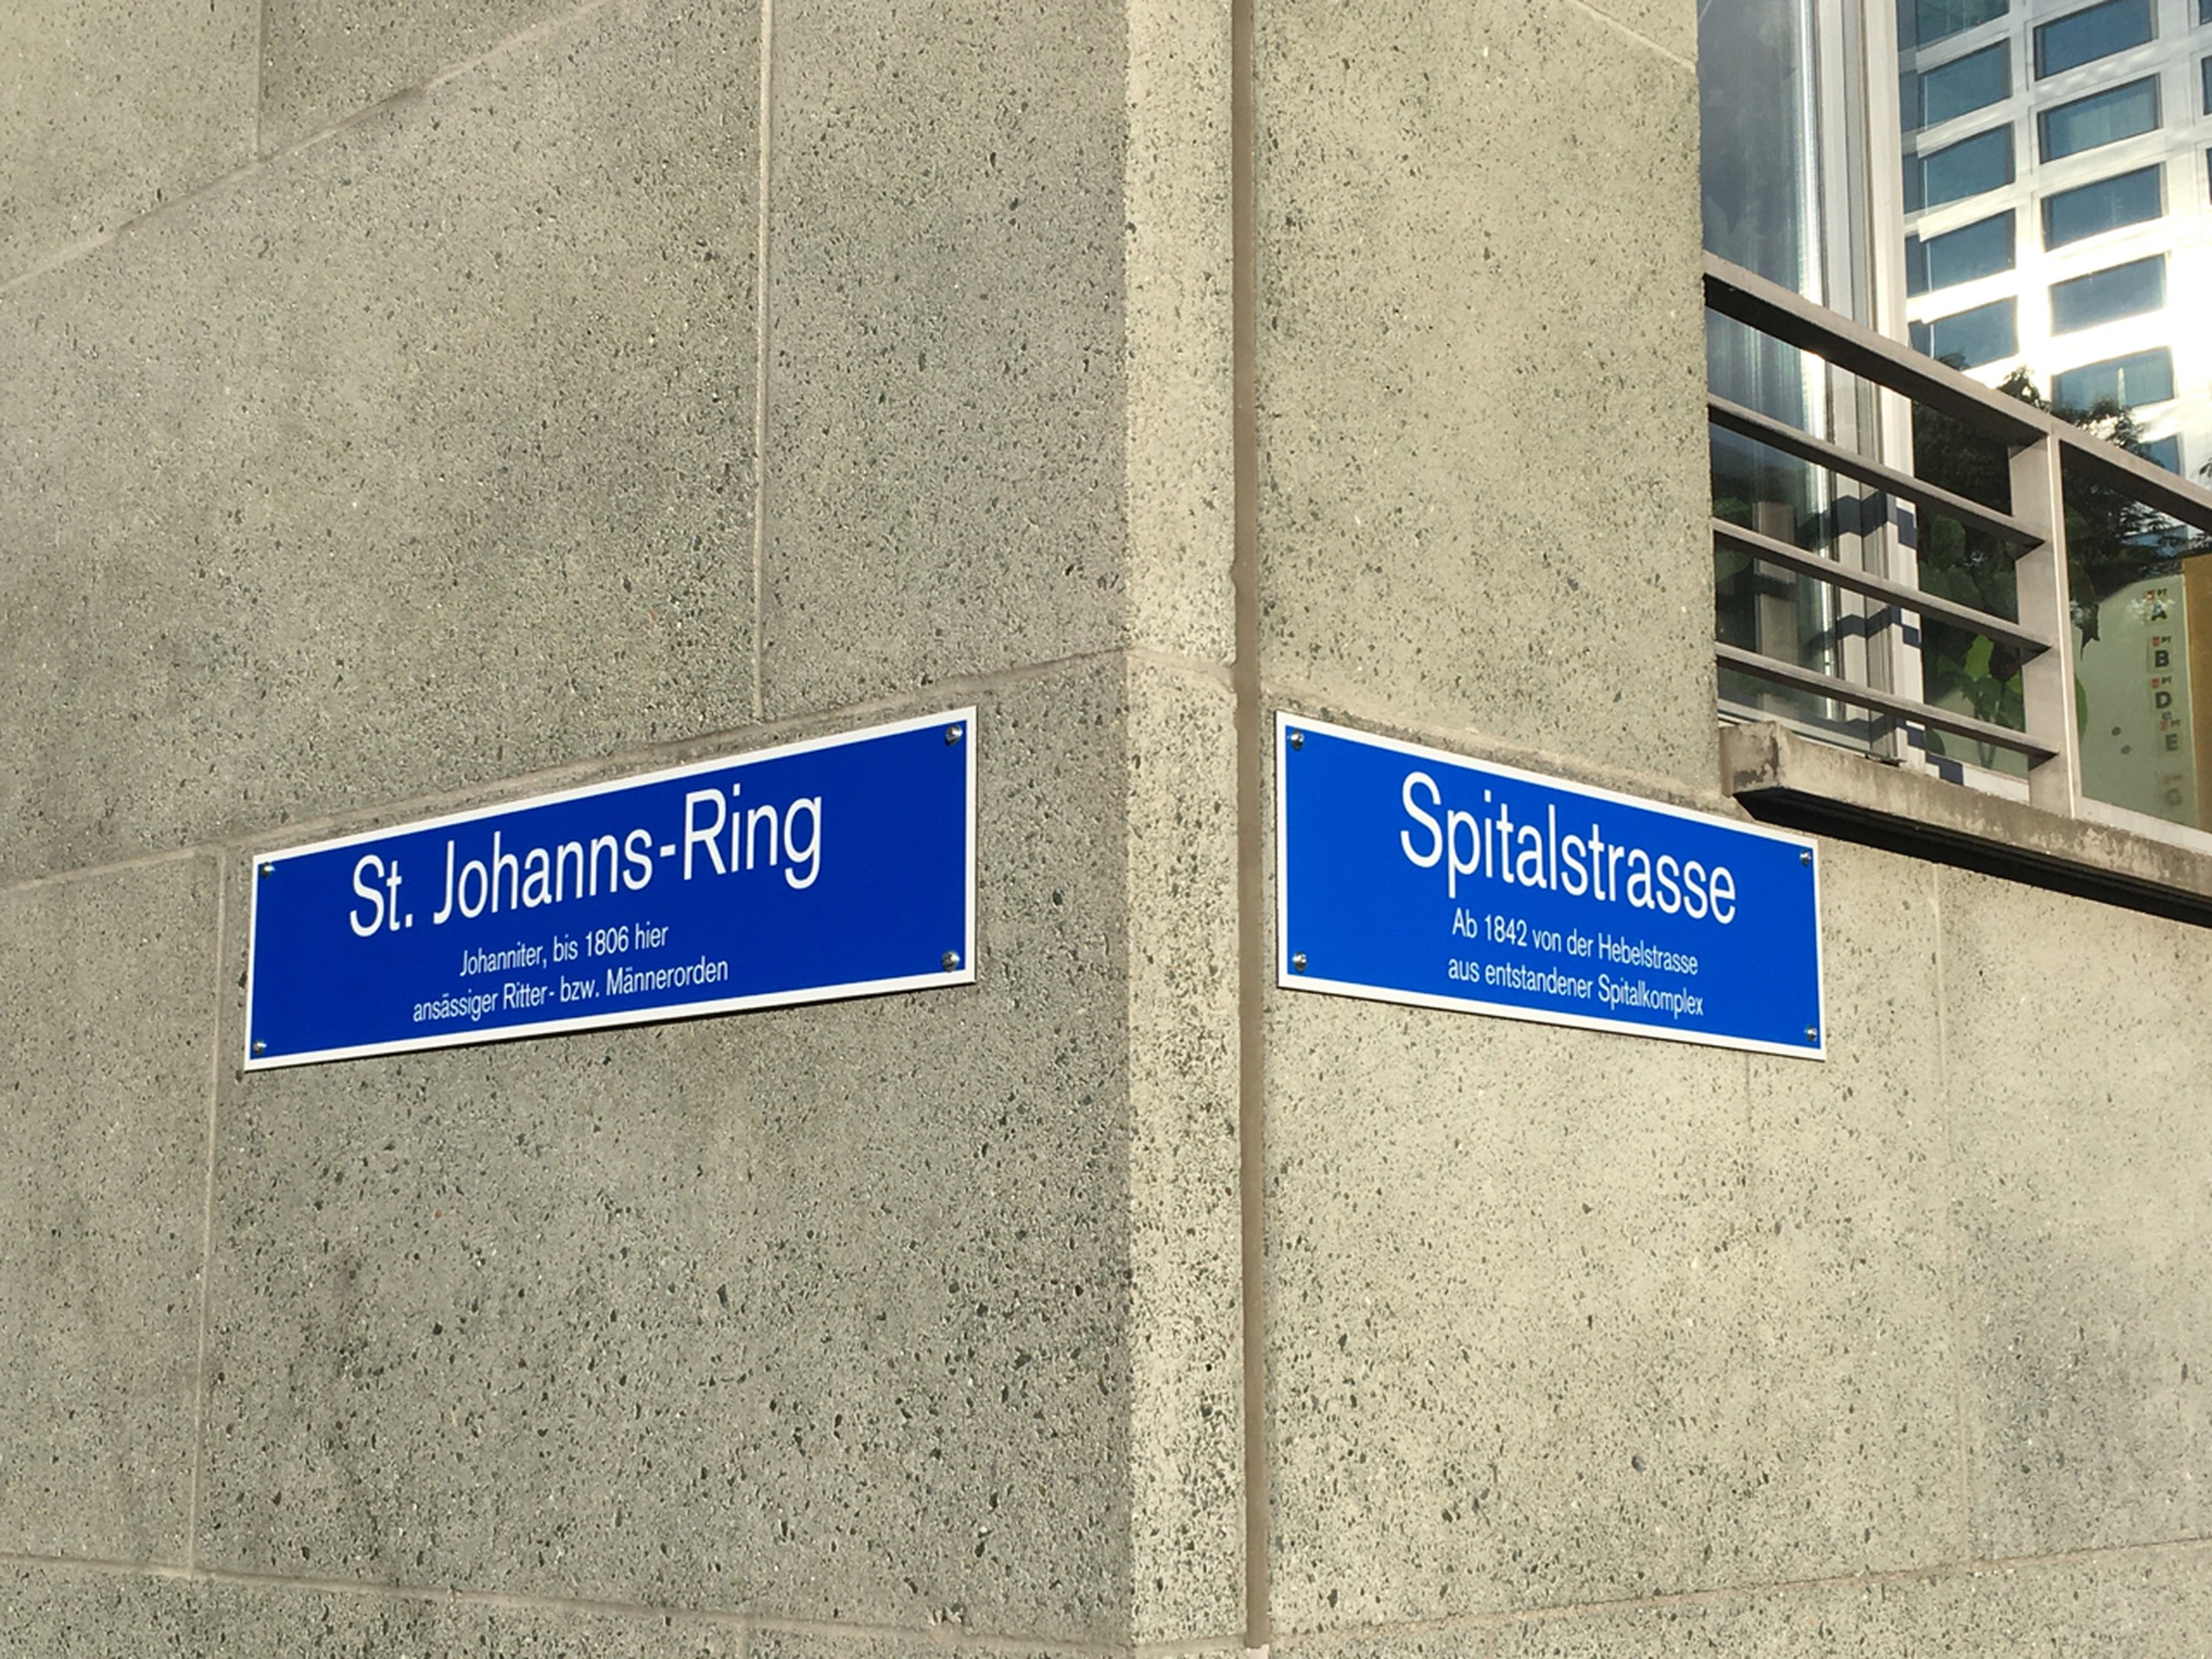 St. Johanns-Ring
Johanniter, bis 1806 hier
ansässiger Ritter- bzw. Männerorden
Spitalstrasse
Ab 1842 von der Hebelstrasse
aus entstandener Spitalkomplex
A
B
D
E
G